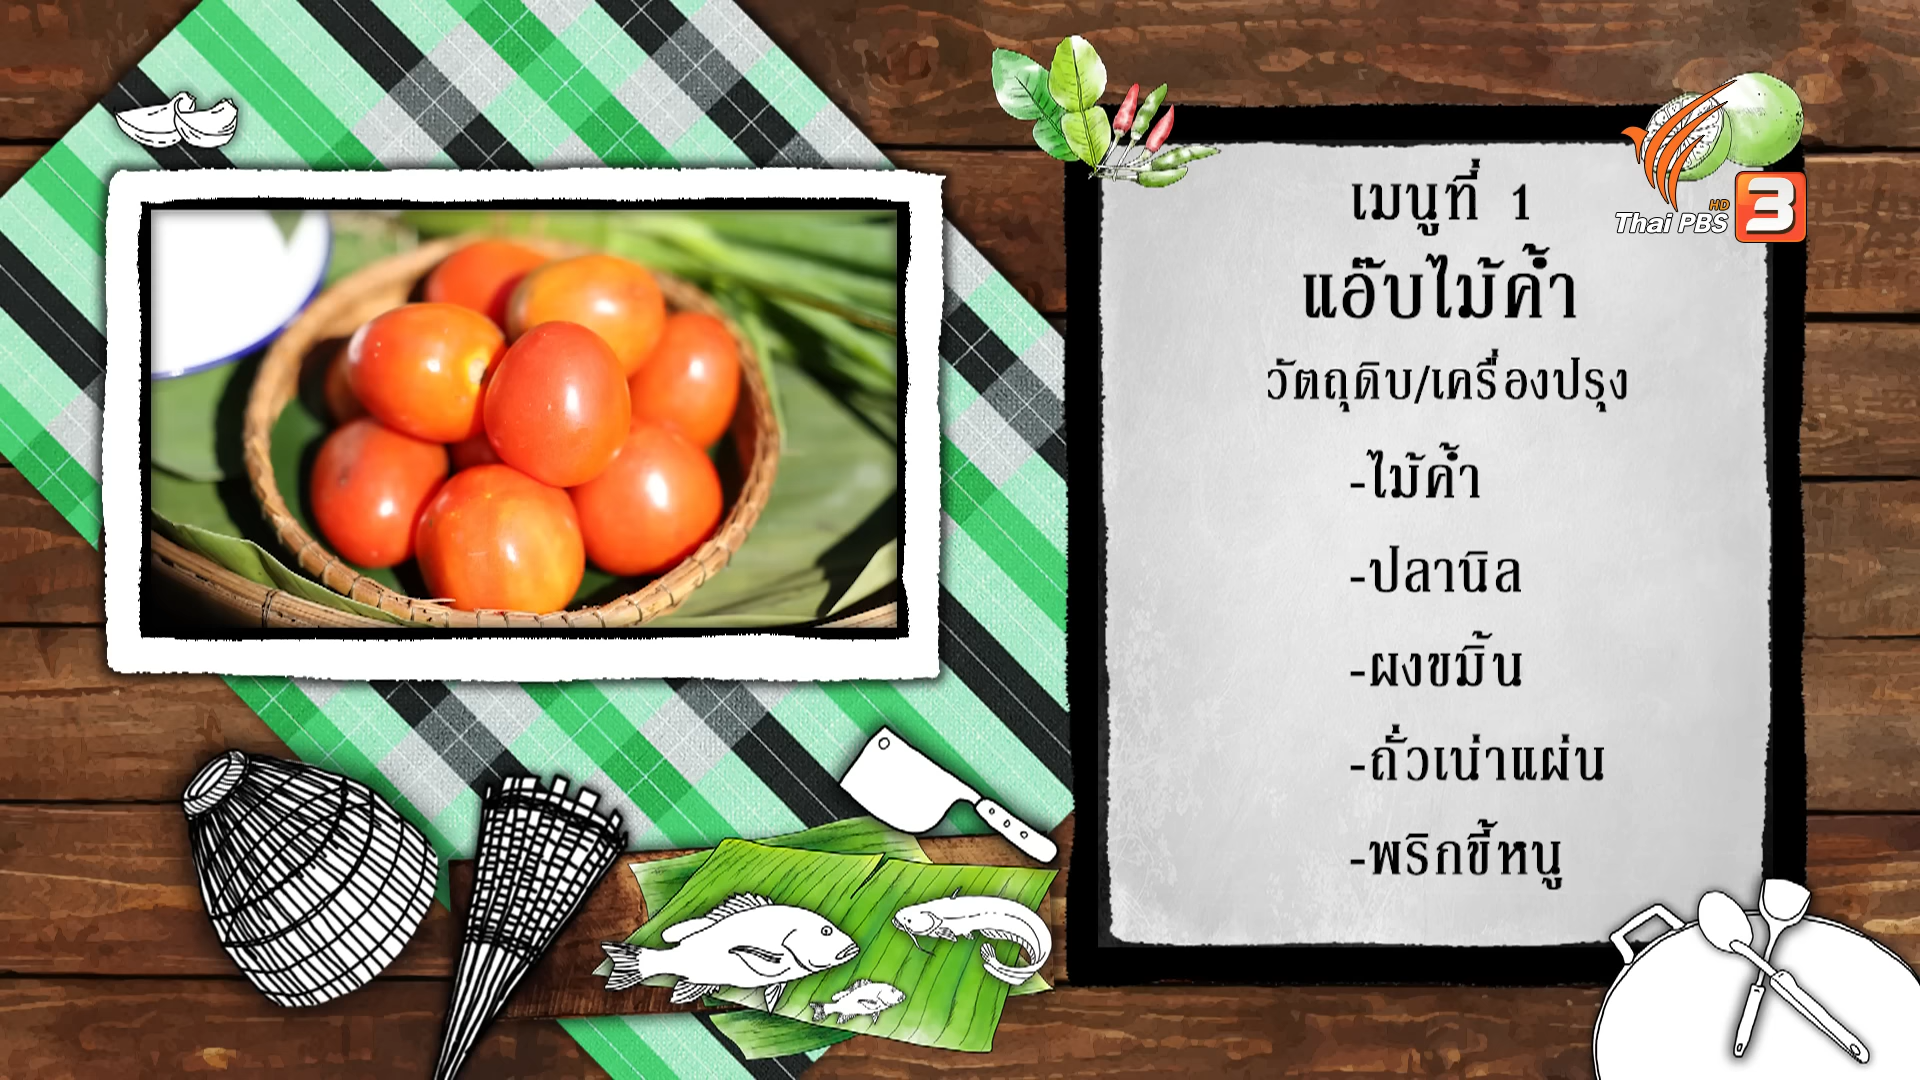 เมนูที่ 1
แอ๊บไม้ค้ำ
วัตถุดิบ/เครื่องปรุง
-ไม้ค้ำ
-ปลานิล
-ผงขมิ้น
-ถั่วเน่าแผ่น
-พริกขี้หนู
HD
Thai PBS 3